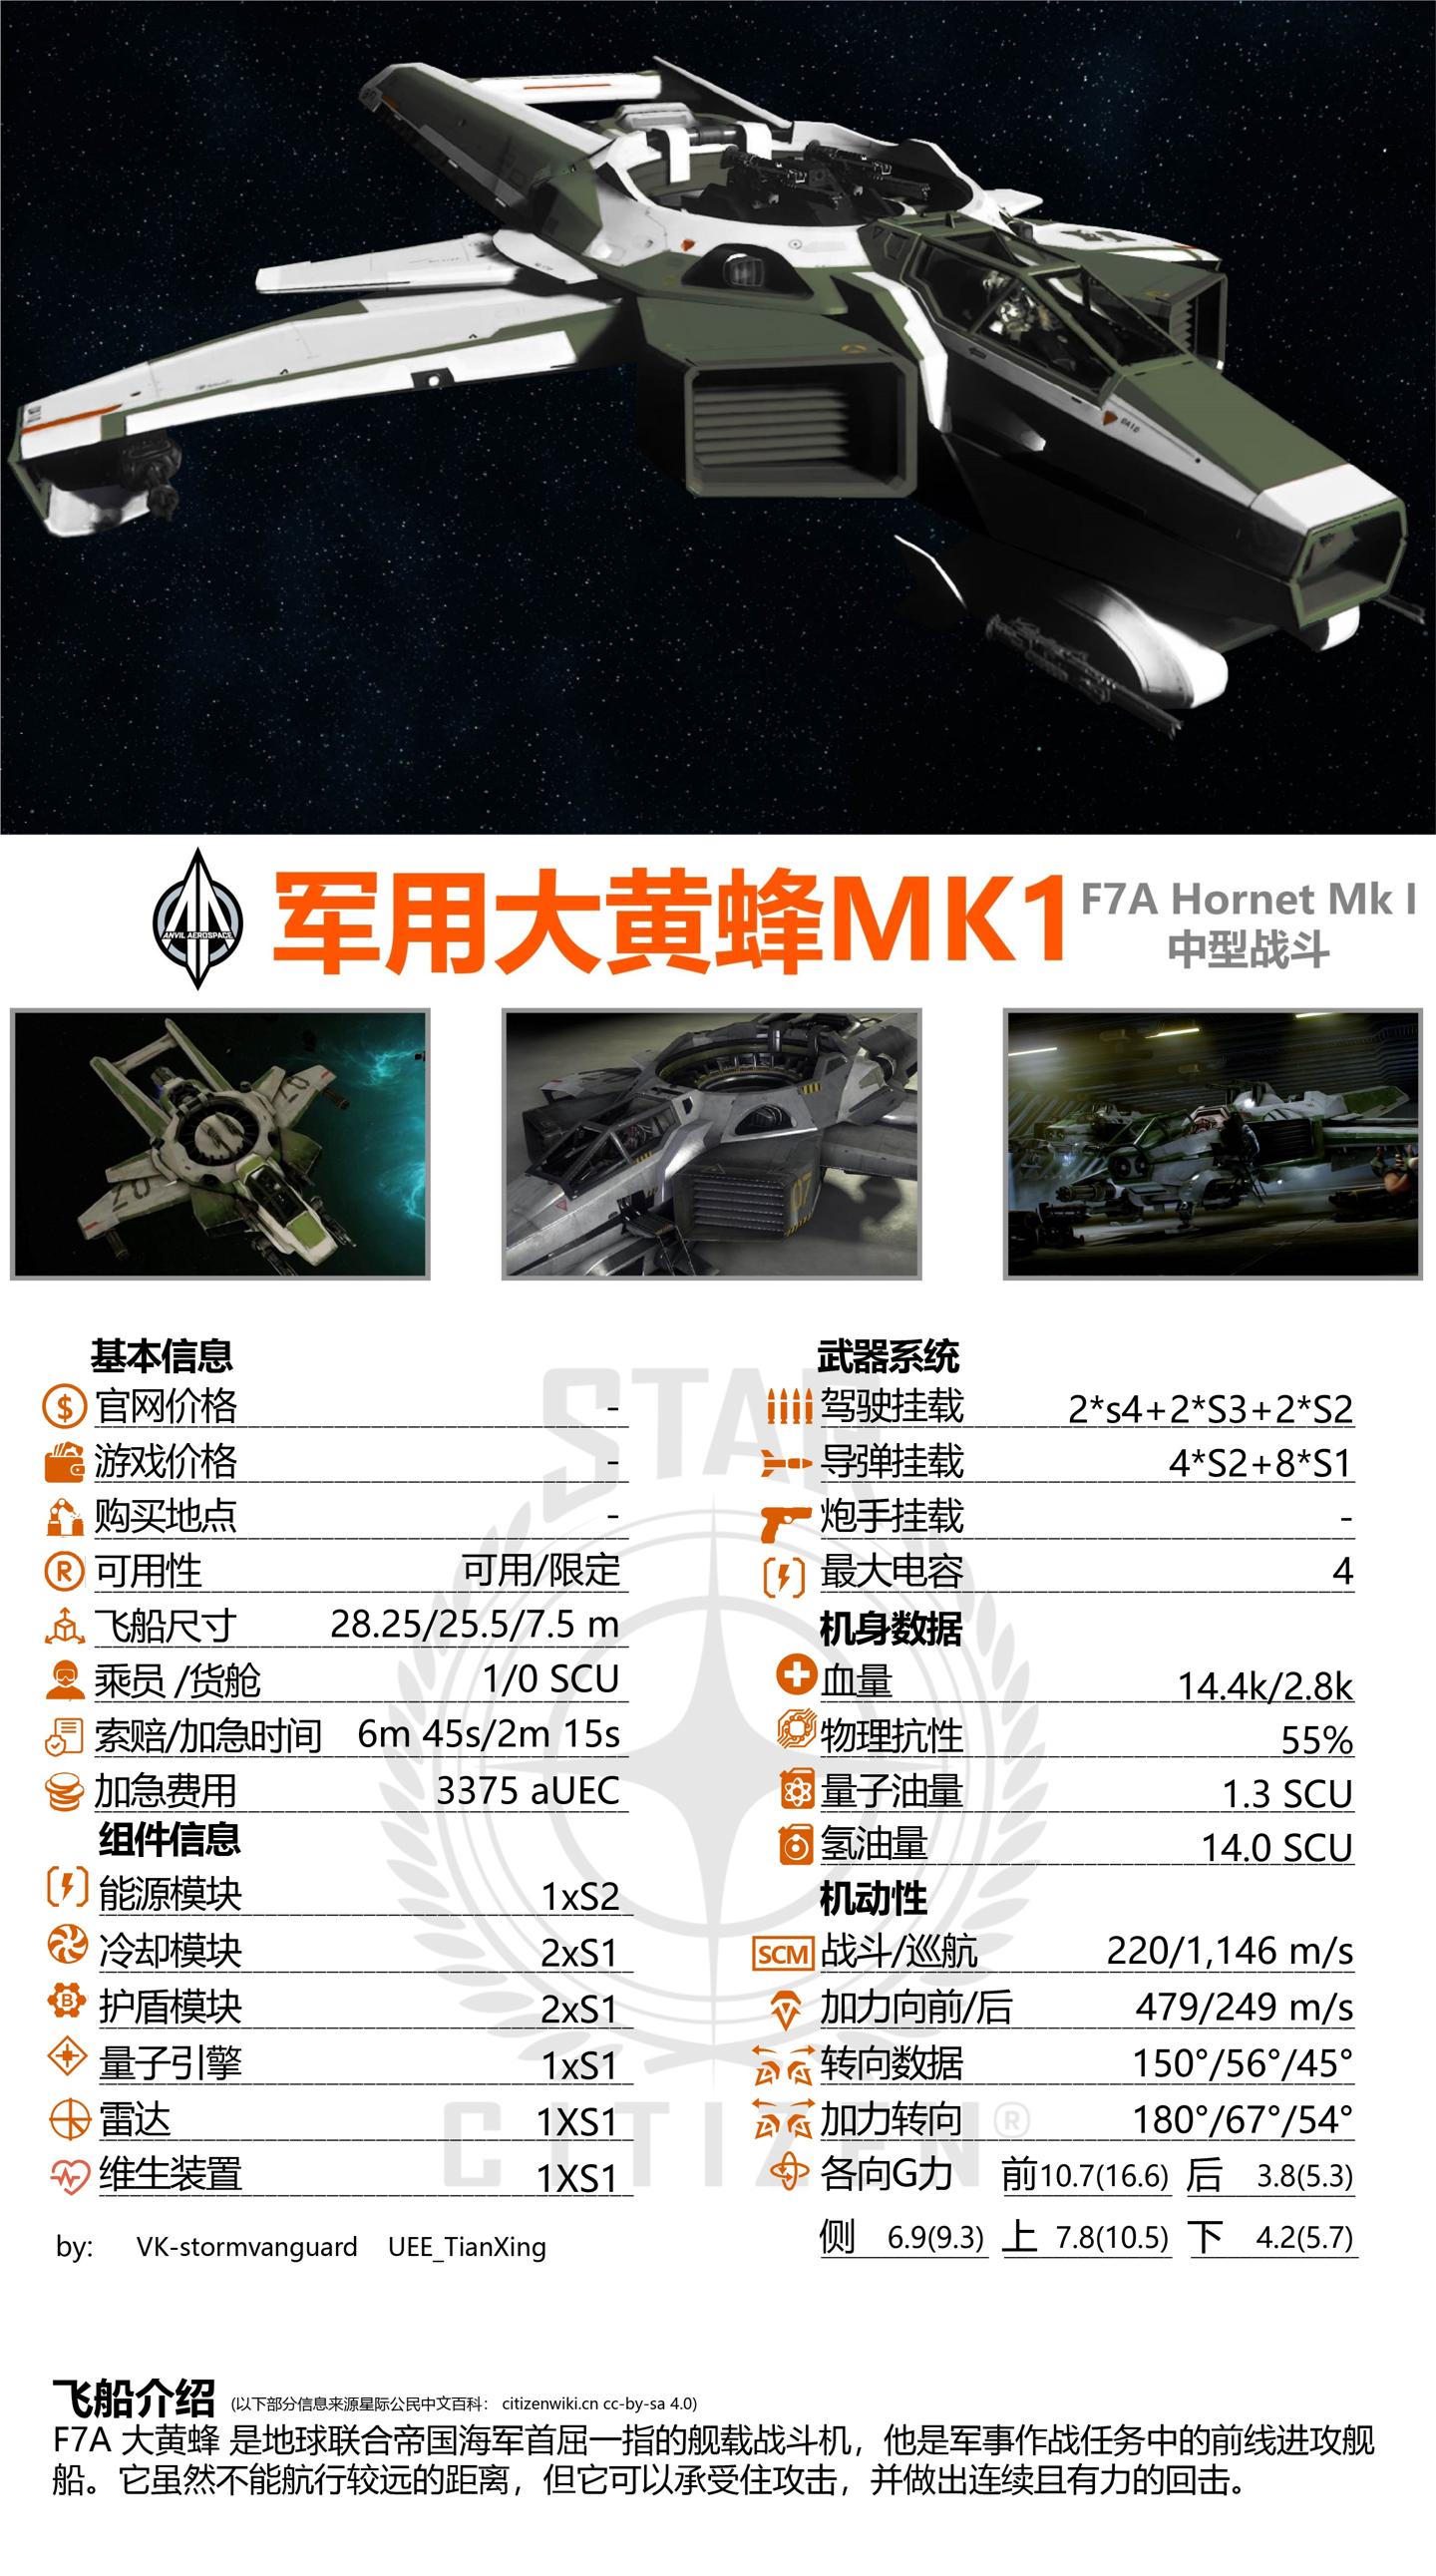 ANVIL AEROSPACE
军用大黄蜂MK1
F7A Hornet Mk I
中型战斗
基本信息
官网价格 -
游戏价格 -
购买地点 -
可用性 可用/限定
飞船尺寸 28.25/25.5/7.5 m
乘员 /货舱 1/0 SCU
索赔/加急时间 6m 45s/2m 15s
加急费用 3375 aUEC
组件信息
能源模块 1xS2
冷却模块 2xS1
护盾模块 2xS1
量子引擎 1xS1
雷达 1XS1
维生装置 1XS1
by: VK-stormvanguard UEE_TianXing
武器系统
驾驶挂载 2*s4+2*S3+2*S2
导弹挂载 4*S2+8*S1
炮手挂载 -
最大电容 4
机身数据
血量 14.4k/2.8k
物理抗性 55%
量子油量 1.3 SCU
氢油量 14.0 SCU
机动性
SCM 战斗/巡航 220/1,146 m/s
加力向前/后 479/249 m/s
转向数据 150°/56°/45°
加力转向 180°/67°/54°
各向G力 前10.7(16.6) 后 3.8(5.3)
侧 6.9(9.3) 上 7.8(10.5) 下 4.2(5.7)
STAR
CITIZEN®
飞船介绍 (以下部分信息来源星际公民中文百科： citizenwiki.cn cc-by-sa 4.0)
F7A 大黄蜂 是地球联合帝国海军首屈一指的舰载战斗机，他是军事作战任务中的前线进攻舰
船。它虽然不能航行较远的距离，但它可以承受住攻击，并做出连续且有力的回击。